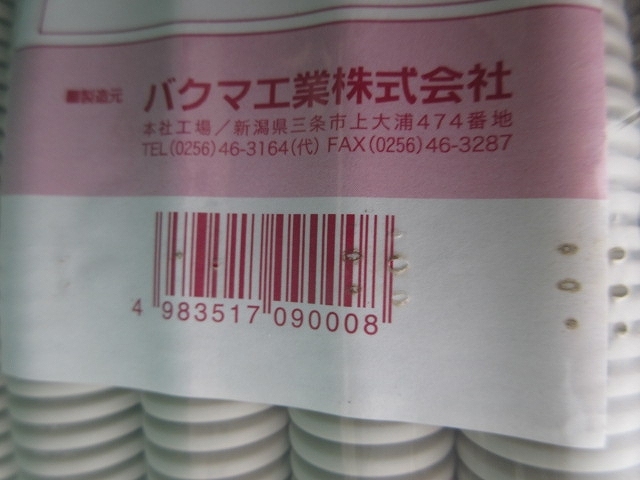 ■製造元 バクマ工業株式会社
本社工場／新潟県三条市上大浦474番地
TEL(0256)46-3164(代) FAX(0256)46-3287
4 983517 090008